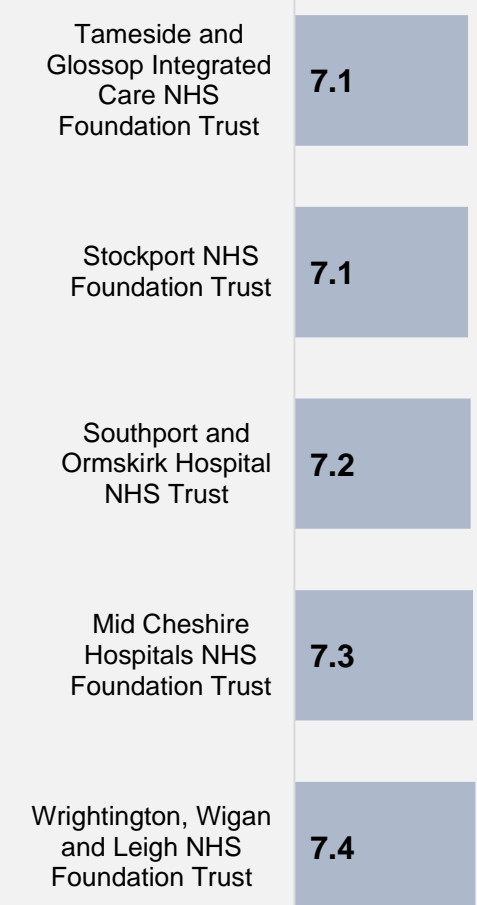 Tameside and
Glossop Integrated
Care NHS
Foundation Trust
7.1
Stockport NHS
Foundation Trust
7.1
Southport and
Ormskirk Hospital
NHS Trust
7.2
Mid Cheshire
Hospitals NHS
Foundation Trust
7.3
Wrightington, Wigan
and Leigh NHS
Foundation Trust
7.4